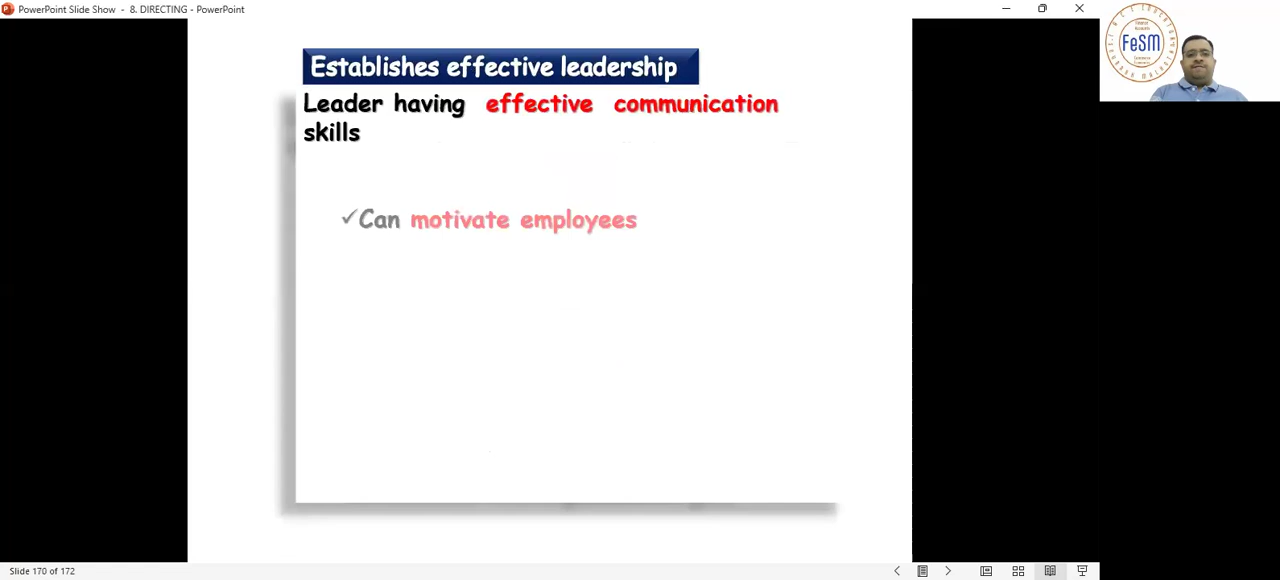 PowerPoint Slide Show - 8. DIRECTING - PowerPoint
FeSM
Establishes effective leadership
Leader having effective communication
skills
✓Can motivate employees
Slide 170 of 172